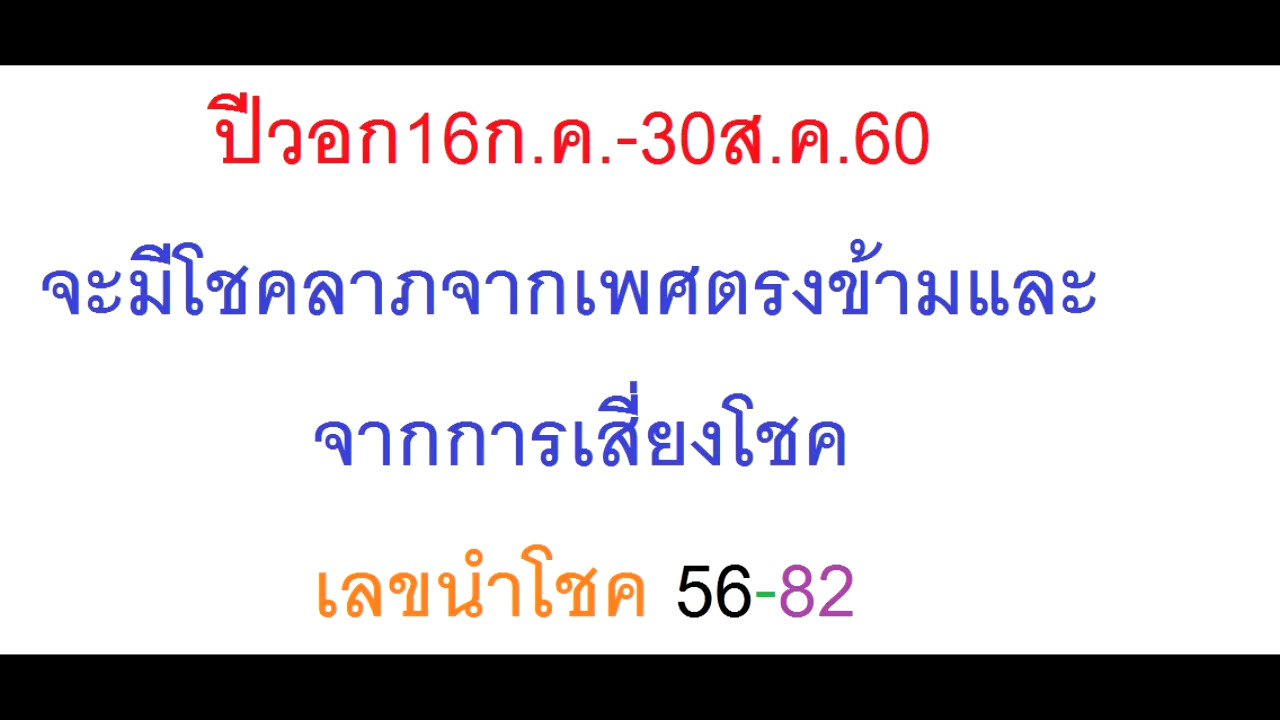 ปีวอก16ก.ค.-30ส.ค.60
จะมีโชคลาภจากเพศตรงข้ามและ
จากการเสี่ยงโชค
เลขนำโชค 56-82